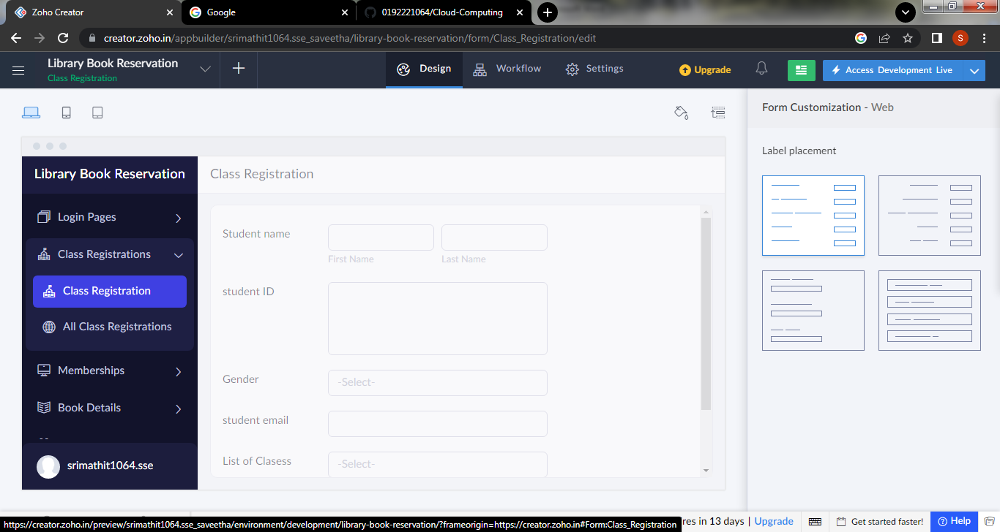 Zoho Creator
Google
0192221064/Cloud-Computing
creator.zoho.in/appbuilder/srimathit1064.sse_saveetha/library-book-reservation/form/Class_Registration/edit
S
Library Book Reservation
Class Registration
Design
Workflow
Settings
Upgrade
Access Development Live
Form Customization - Web
Label placement
Library Book Reservation
Login Pages
Class Registrations
Class Registration
All Class Registrations
Memberships
Book Details
srimathit1064.sse
Class Registration
Student name
First Name
Last Name
student ID
Gender
-Select-
student email
List of Clasess
-Select-
https://creator.zoho.in/preview/srimathit1064.sse_saveetha/environment/development/library-book-reservation/?frameorigin=https://creator.zoho.in#Form:Class_Registration
res in 13 days | Upgrade
Get started faster!
Help